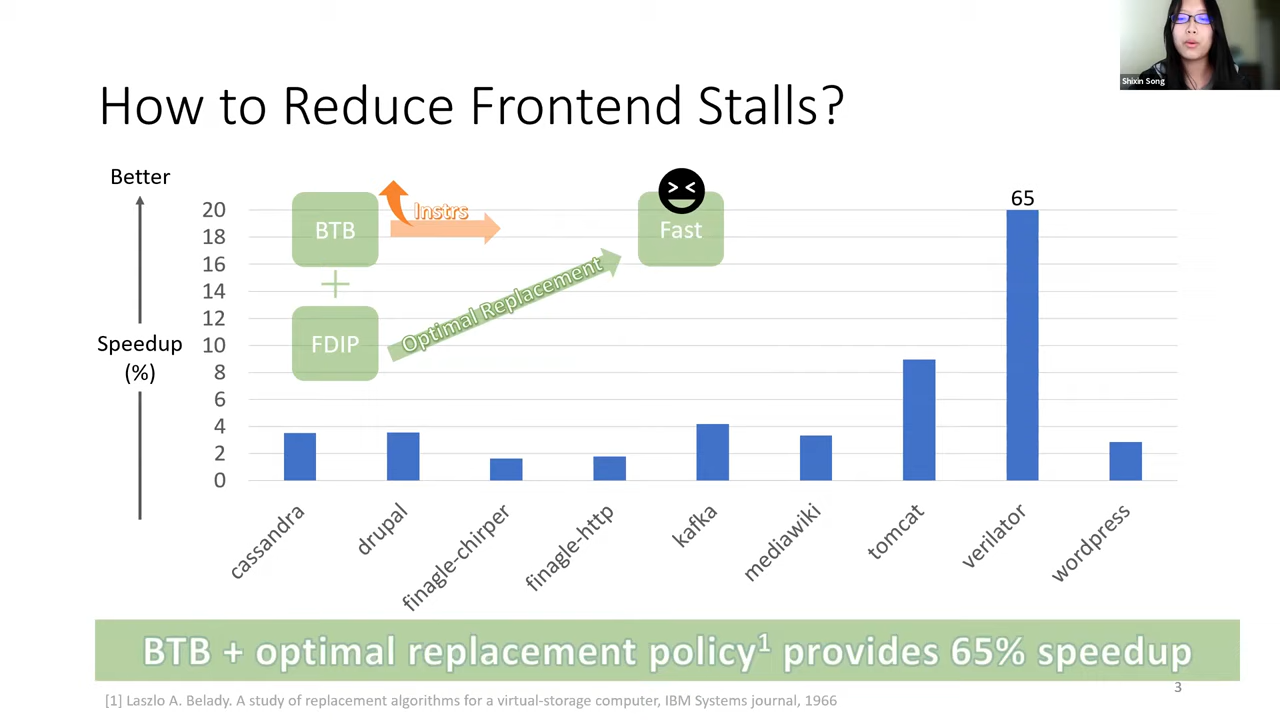 Shixin Song
How to Reduce Frontend Stalls?
Better
Speedup
(%)
20
18
16
14
12
10
8
6
4
2
0
BTB
Instrs
+
FDIP
Optimal Replacement
Fast
65
cassandra
drupal
finagle-chirper
finagle-http
kafka
mediawiki
tomcat
verilator
wordpress
BTB + optimal replacement policy¹ provides 65% speedup
3
[1] Laszlo A. Belady. A study of replacement algorithms for a virtual-storage computer, IBM Systems journal, 1966